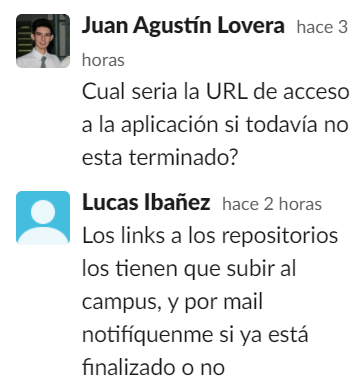 Juan Agustín Lovera hace 3
horas
Cual seria la URL de acceso
a la aplicación si todavía no
esta terminado?
Lucas Ibañez hace 2 horas
Los links a los repositorios
los tienen que subir al
campus, y por mail
notifíquenme si ya está
finalizado o no